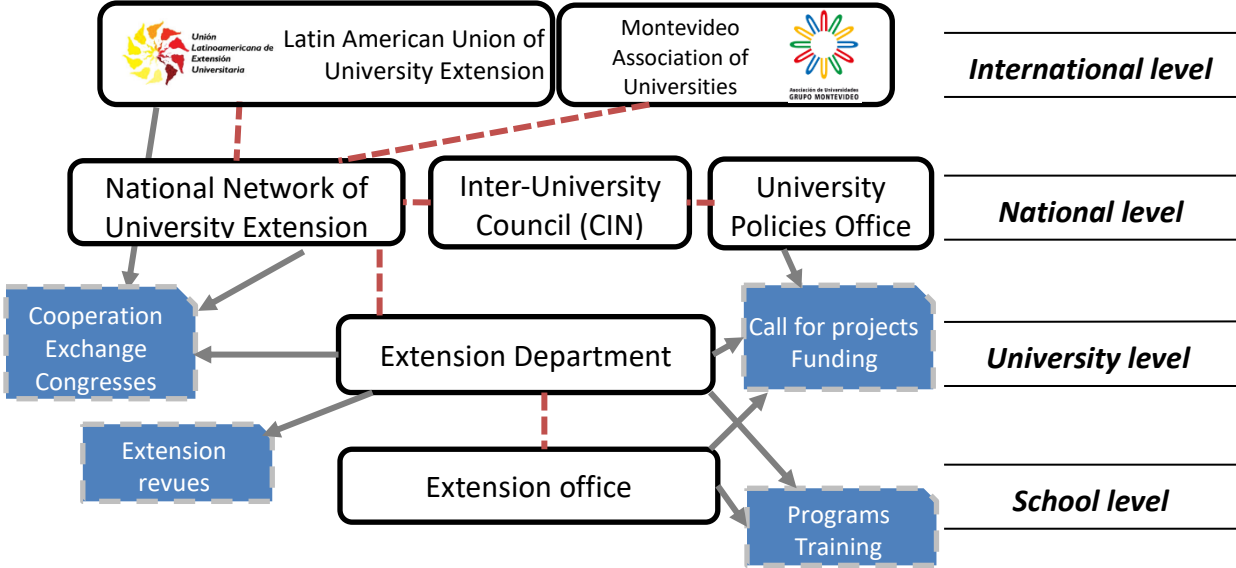 Unión
Latinoamericana de
Extensión
Universitaria
Latin American Union of
University Extension
Montevideo
Association of
Universities
Asociación de Universidades
GRUPO MONTEVIDEO
International level
National Network of
University Extension
Inter-University
Council (CIN)
University
Policies Office
National level
Cooperation
Exchange
Congresses
Extension Department
Call for projects
Funding
University level
Extension
revues
Extension office
Programs
Training
School level